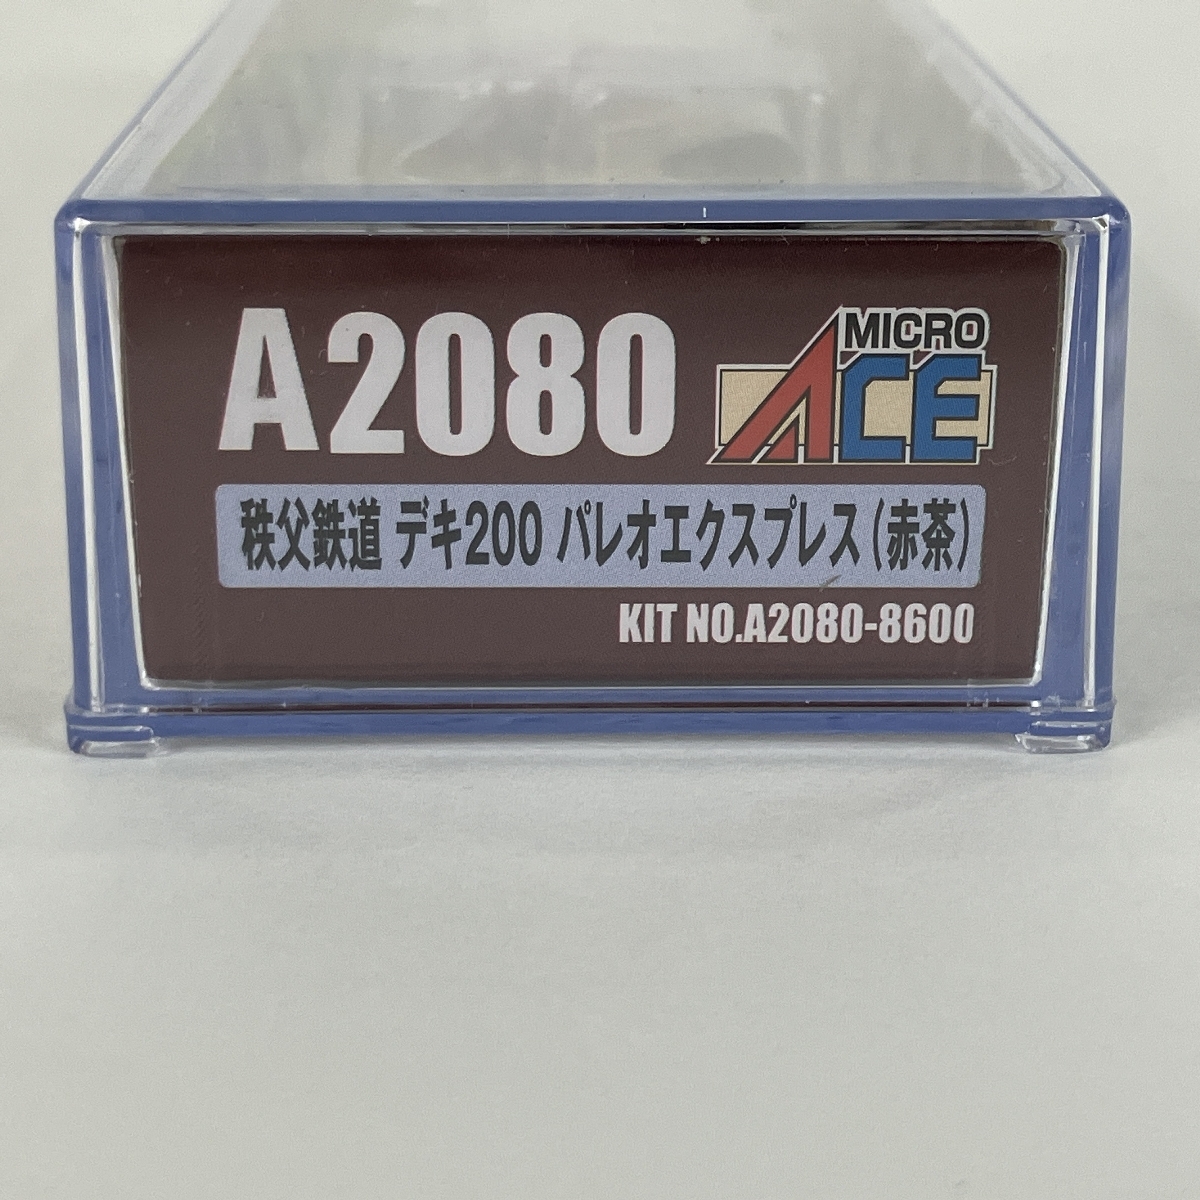 A2080
MICRO
ACE
秩父鉄道 デキ200 パレオエクスプレス(赤茶)
KIT NO.A2080-8600